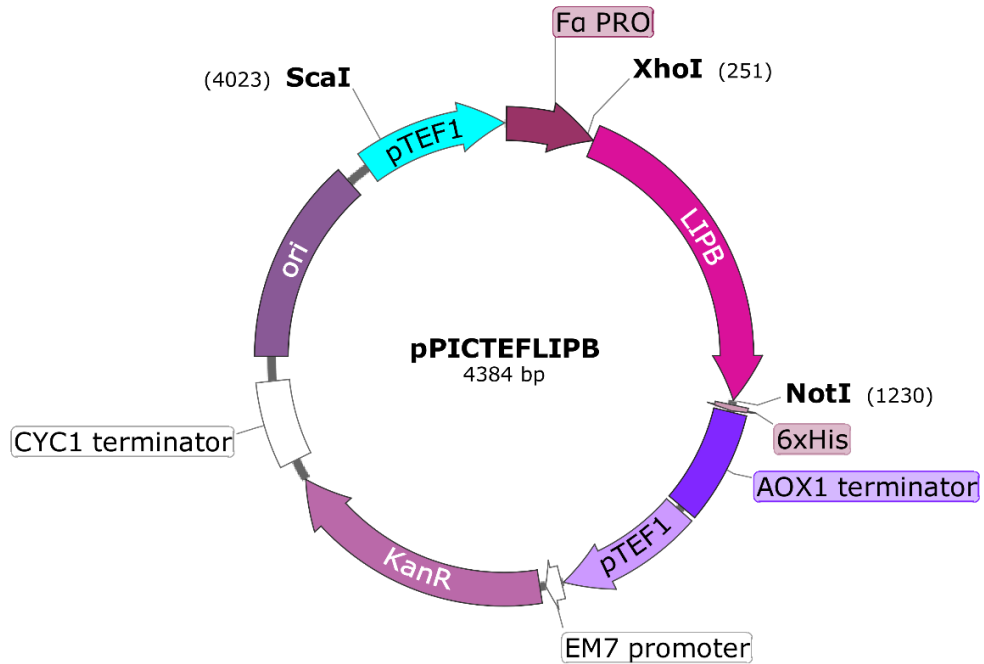 Fα PRO
XhoI (251)
(4023) ScaI
pTEF1
LIPB
ori
pPICTEFLIPB
4384 bp
NotI (1230)
6xHis
CYC1 terminator
AOX1 terminator
pTEF1
KanR
EM7 promoter